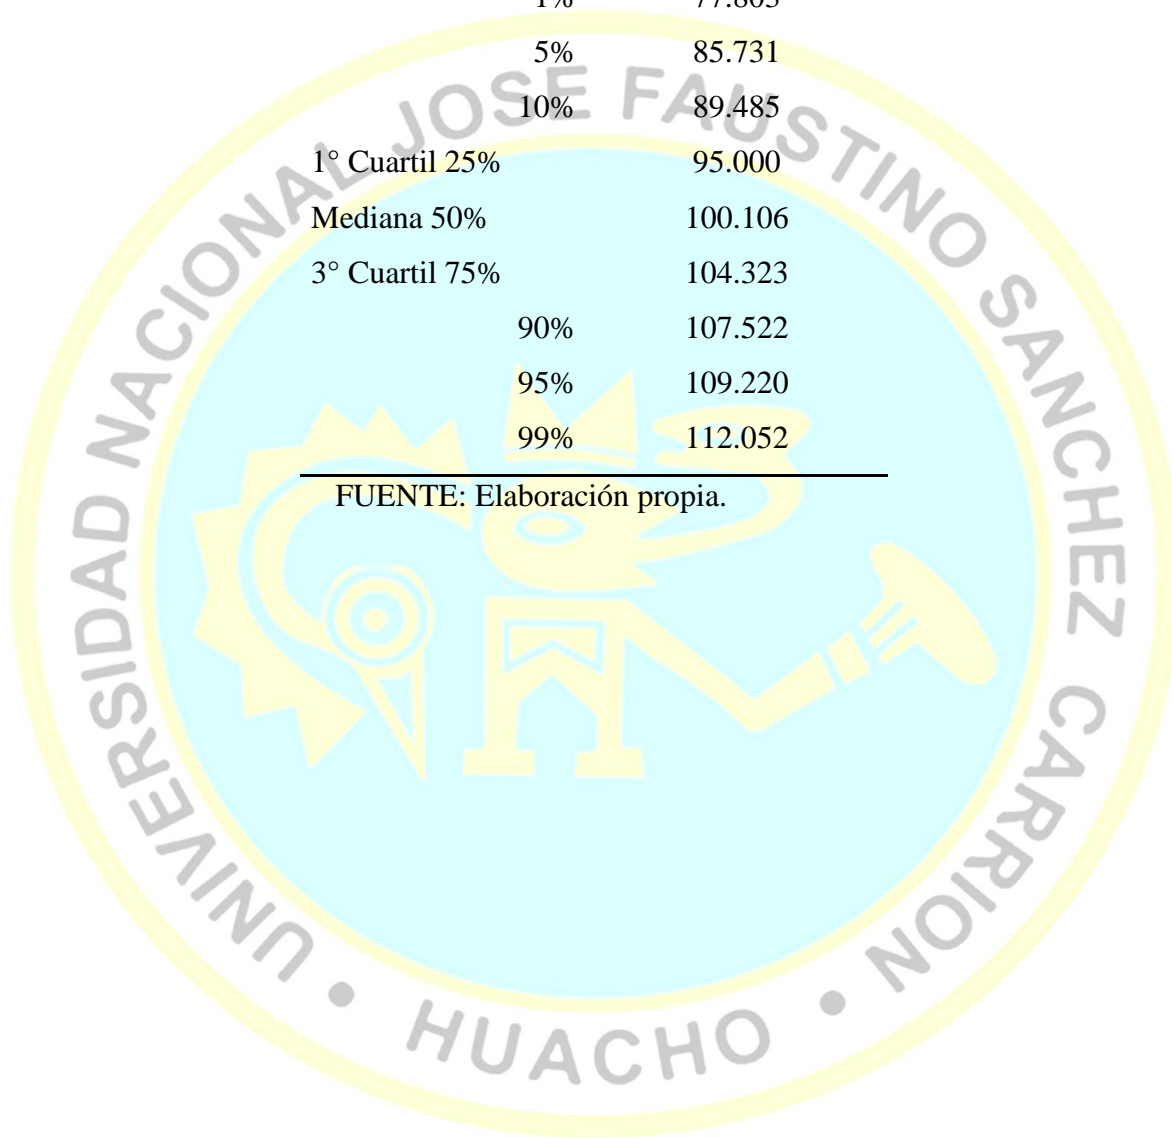 5% 85.731
10% 89.485
1° Cuartil 25% 95.000
Mediana 50% 100.106
3° Cuartil 75% 104.323
90% 107.522
95% 109.220
99% 112.052
FUENTE: Elaboración propia.
UNIVERSIDAD NACIONAL JOSE FAUSTINO SANCHEZ CARRION • HUACHO •